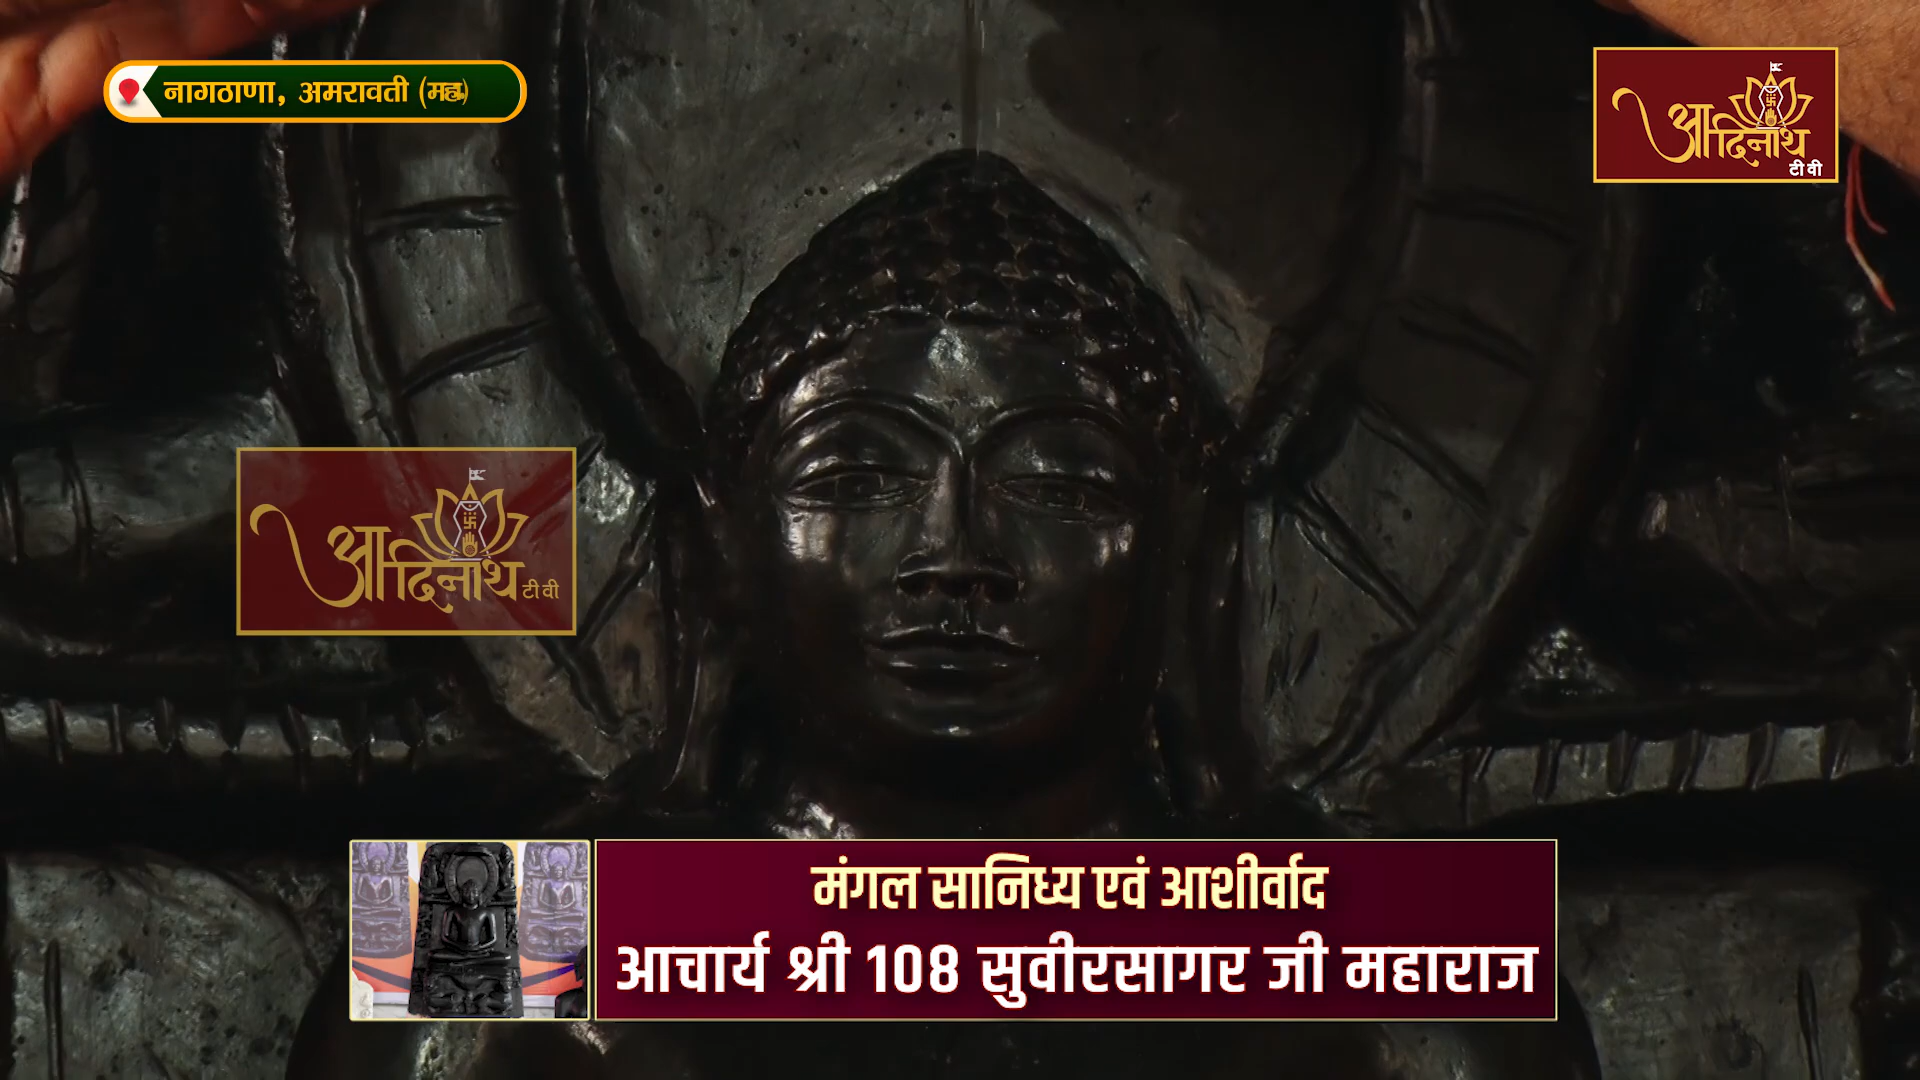 नागठाणा, अमरावती (महा.)
आदिनाथ
टी वी
आदिनाथ टी वी
मंगल सानिध्य एवं आशीर्वाद
आचार्य श्री 108 सुवीरसागर जी महाराज